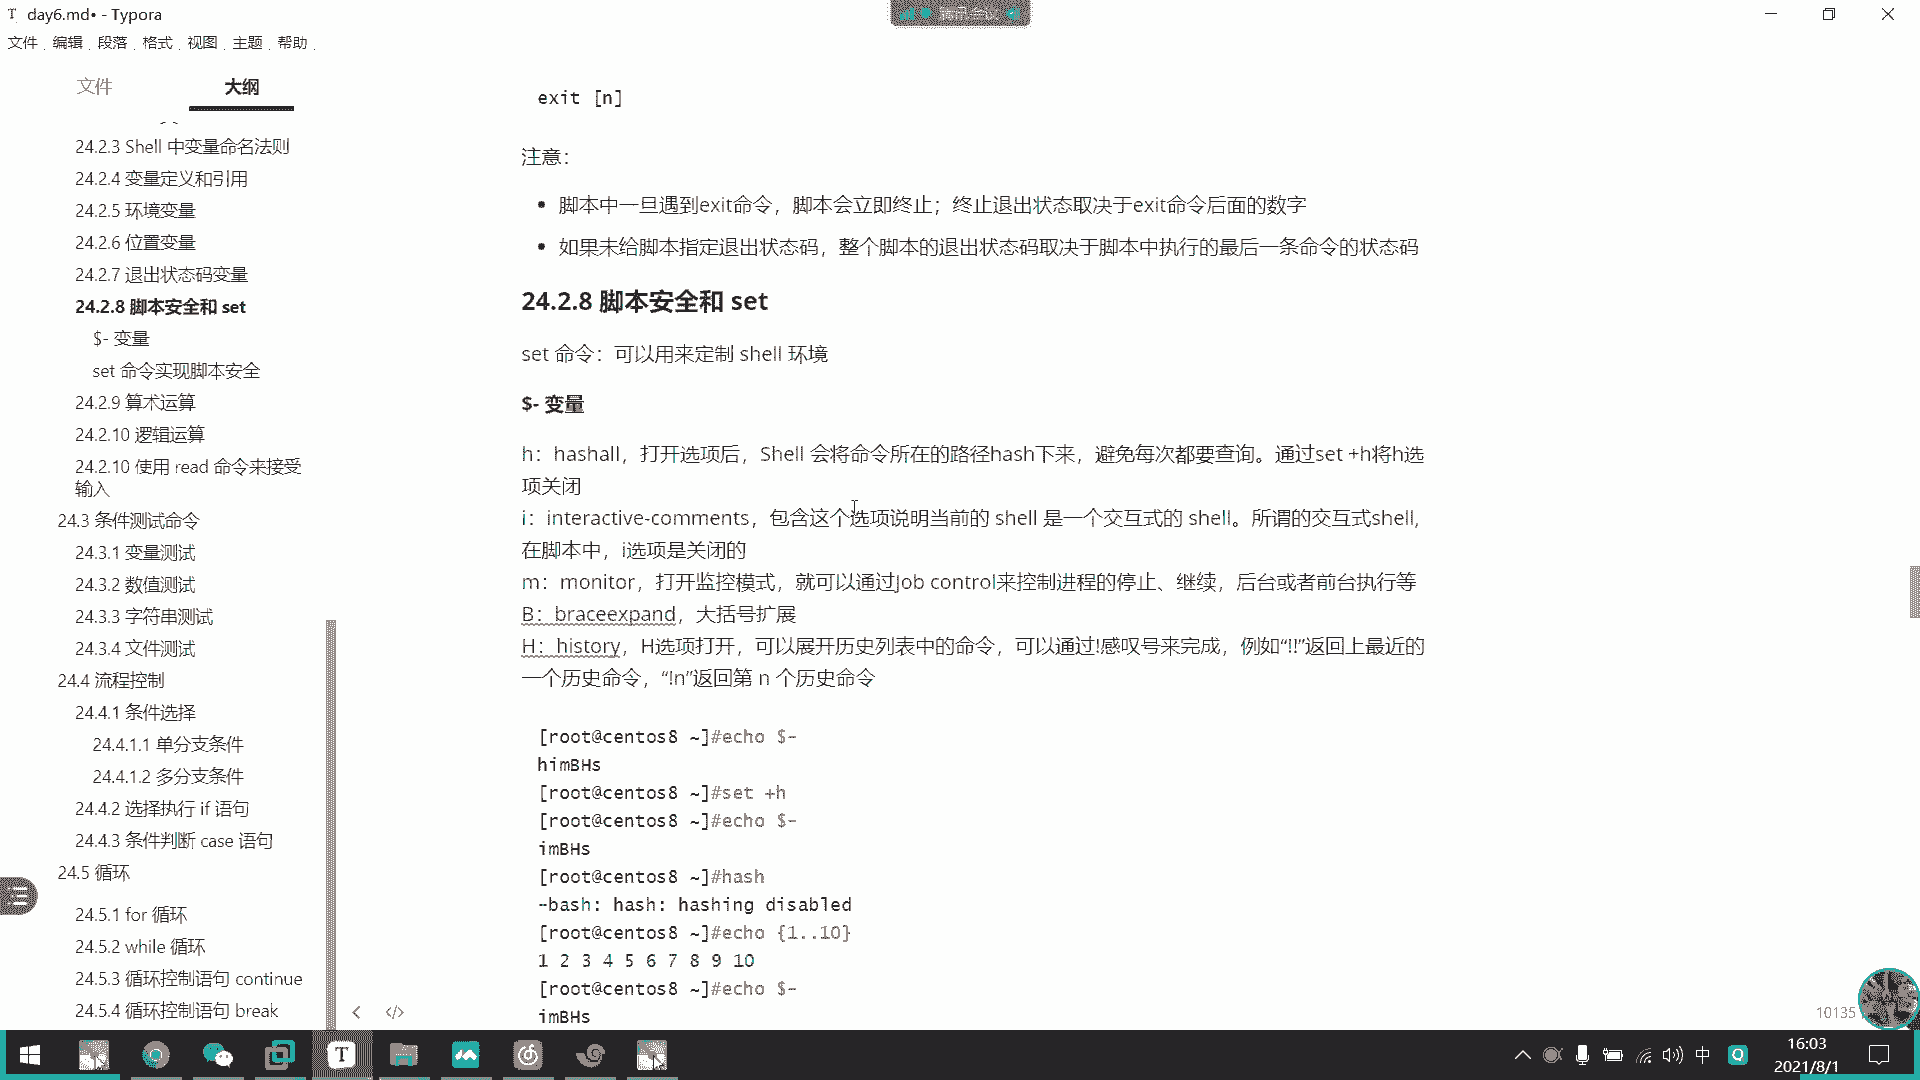 day6.md• - Typora
腾讯会议
文件 编辑 段落 格式 视图 主题 帮助
文件
大纲
24.2.3 Shell 中变量命名法则
24.2.4 变量定义和引用
24.2.5 环境变量
24.2.6 位置变量
24.2.7 退出状态码变量
24.2.8 脚本安全和 set
$- 变量
set 命令实现脚本安全
24.2.9 算术运算
24.2.10 逻辑运算
24.2.10 使用 read 命令来接受
输入
24.3 条件测试命令
24.3.1 变量测试
24.3.2 数值测试
24.3.3 字符串测试
24.3.4 文件测试
24.4 流程控制
24.4.1 条件选择
24.4.1.1 单分支条件
24.4.1.2 多分支条件
24.4.2 选择执行 if 语句
24.4.3 条件判断 case 语句
24.5 循环
24.5.1 for 循环
24.5.2 while 循环
24.5.3 循环控制语句 continue
24.5.4 循环控制语句 break
exit [n]
注意：
• 脚本中一旦遇到exit命令，脚本会立即终止；终止退出状态取决于exit命令后面的数字
• 如果未给脚本指定退出状态码，整个脚本的退出状态码取决于脚本中执行的最后一条命令的状态码
24.2.8 脚本安全和 set
set 命令：可以用来定制 shell 环境
$- 变量
h：hashall，打开选项后，Shell 会将命令所在的路径hash下来，避免每次都要查询。通过set +h将h选
项关闭
i：interactive-comments，包含这个选项说明当前的 shell 是一个交互式的 shell。所谓的交互式shell,
在脚本中，i选项是关闭的
m：monitor，打开监控模式，就可以通过Job control来控制进程的停止、继续，后台或者前台执行等
B：braceexpand，大括号扩展
H：history，H选项打开，可以展开历史列表中的命令，可以通过!感叹号来完成，例如“!!”返回上最近的
一个历史命令，“!n”返回第 n 个历史命令
[root@centos8 ~]#echo $-
himBHs
[root@centos8 ~]#set +h
[root@centos8 ~]#echo $-
imBHs
[root@centos8 ~]#hash
-bash: hash: hashing disabled
[root@centos8 ~]#echo {1..10}
1 2 3 4 5 6 7 8 9 10
[root@centos8 ~]#echo $-
imBHs
10135
中
16:03
2021/8/1